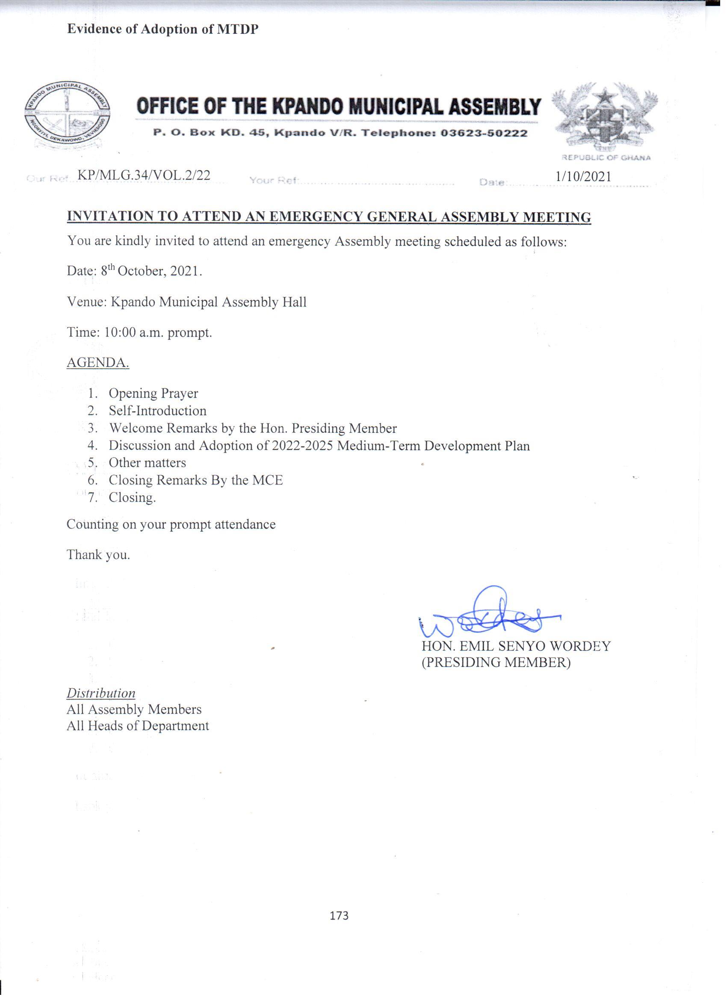 Evidence of Adoption of MTDP
KPANDO MUNICIPAL ASSEMBLY
NGORYIYI, DEKAWOWO, VEVIEDODO
OFFICE OF THE KPANDO MUNICIPAL ASSEMBLY
P. O. Box KD. 45, Kpando V/R. Telephone: 03623-50222
REPUBLIC OF GHANA
Our Ref. KP/MLG.34/VOL.2/22 Your Ref: Date: 1/10/2021
INVITATION TO ATTEND AN EMERGENCY GENERAL ASSEMBLY MEETING
You are kindly invited to attend an emergency Assembly meeting scheduled as follows:
Date: 8th October, 2021.
Venue: Kpando Municipal Assembly Hall
Time: 10:00 a.m. prompt.
AGENDA.
1. Opening Prayer
2. Self-Introduction
3. Welcome Remarks by the Hon. Presiding Member
4. Discussion and Adoption of 2022-2025 Medium-Term Development Plan
5. Other matters
6. Closing Remarks By the MCE
7. Closing.
Counting on your prompt attendance
Thank you.
HON. EMIL SENYO WORDEY
(PRESIDING MEMBER)
Distribution
All Assembly Members
All Heads of Department
173